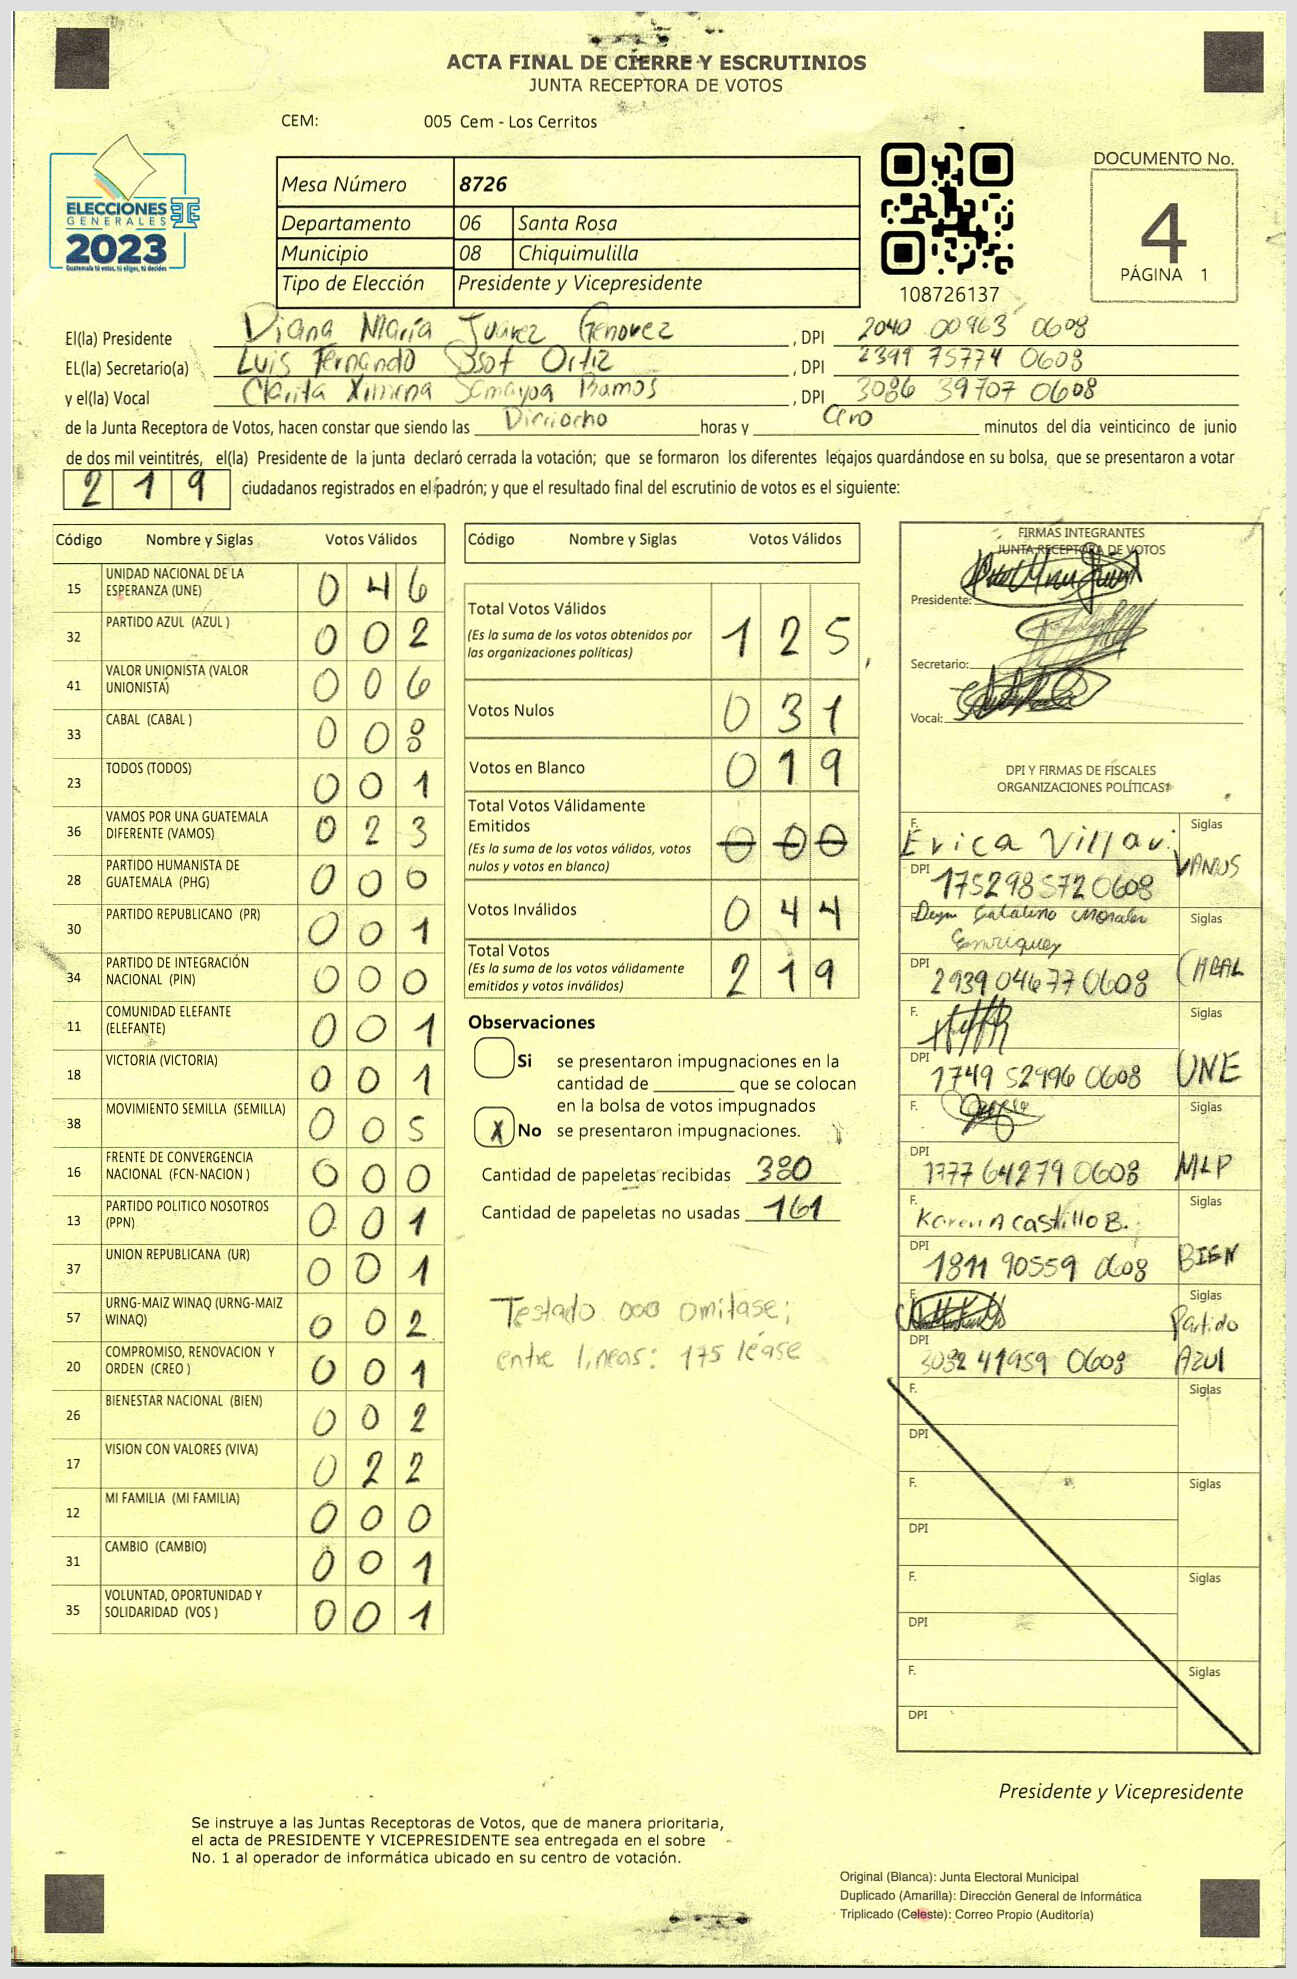 ACTA FINAL DE CIERRE Y ESCRUTINIOS
JUNTA RECEPTORA DE VOTOS
CEM: 005 Cem - Los Cerritos
ELECCIONES
GENERALES
2023
Guatemala tú votas, tú eliges, tú decides
Mesa Número 8726
Departamento 06 Santa Rosa
Municipio 08 Chiquimulilla
Tipo de Elección Presidente y Vicepresidente
108726137
DOCUMENTO No.
4
PÁGINA 1
El(la) Presidente Diana María Juárez Genovez , DPI 2040 00963 0608
EL(la) Secretario(a) Luis Fernando Ortiz , DPI 2399 75774 0608
y el(la) Vocal Clarita Ximena Samayoa Ramos , DPI 3086 39707 0608
de la Junta Receptora de Votos, hacen constar que siendo las Dieciocho horas y Cero minutos del día veinticinco de junio
de dos mil veintitrés, el(la) Presidente de la junta declaró cerrada la votación; que se formaron los diferentes legajos guardándose en su bolsa, que se presentaron a votar
2 1 9 ciudadanos registrados en el padrón; y que el resultado final del escrutinio de votos es el siguiente:
Código Nombre y Siglas Votos Válidos
15 UNIDAD NACIONAL DE LA ESPERANZA (UNE) 0 4 6
32 PARTIDO AZUL (AZUL ) 0 0 2
41 VALOR UNIONISTA (VALOR UNIONISTA) 0 0 6
33 CABAL (CABAL ) 0 0 8
23 TODOS (TODOS) 0 0 1
36 VAMOS POR UNA GUATEMALA DIFERENTE (VAMOS) 0 2 3
28 PARTIDO HUMANISTA DE GUATEMALA (PHG) 0 0 0
30 PARTIDO REPUBLICANO (PR) 0 0 1
34 PARTIDO DE INTEGRACIÓN NACIONAL (PIN) 0 0 0
11 COMUNIDAD ELEFANTE (ELEFANTE) 0 0 1
18 VICTORIA (VICTORIA) 0 0 1
38 MOVIMIENTO SEMILLA (SEMILLA) 0 0 5
16 FRENTE DE CONVERGENCIA NACIONAL (FCN-NACION ) 0 0 0
13 PARTIDO POLITICO NOSOTROS (PPN) 0 0 1
37 UNION REPUBLICANA (UR) 0 0 1
57 URNG-MAIZ WINAQ (URNG-MAIZ WINAQ) 0 0 2
20 COMPROMISO, RENOVACION Y ORDEN (CREO ) 0 0 1
26 BIENESTAR NACIONAL (BIEN) 0 0 2
17 VISION CON VALORES (VIVA) 0 2 2
12 MI FAMILIA (MI FAMILIA) 0 0 0
31 CAMBIO (CAMBIO) 0 0 1
35 VOLUNTAD, OPORTUNIDAD Y SOLIDARIDAD (VOS ) 0 0 1
Código Nombre y Siglas Votos Válidos
Total Votos Válidos 1 2 5
(Es la suma de los votos obtenidos por
las organizaciones políticas)
Votos Nulos 0 3 1
Votos en Blanco 0 1 9
Total Votos Válidamente
Emitidos 0 0 0
(Es la suma de los votos válidos, votos
nulos y votos en blanco)
Votos Inválidos 0 4 4
Total Votos 2 1 9
(Es la suma de los votos válidamente
emitidos y votos inválidos)
Observaciones
Si se presentaron impugnaciones en la
cantidad de ________ que se colocan
en la bolsa de votos impugnados
X No se presentaron impugnaciones.
Cantidad de papeletas recibidas 380
Cantidad de papeletas no usadas 161
Testado 000 omitase;
entre lineas: 175 léase
FIRMAS INTEGRANTES
JUNTA RECEPTORA DE VOTOS
Presidente:
Secretario:
Vocal:
DPI Y FIRMAS DE FISCALES
ORGANIZACIONES POLÍTICAS
F. Erica Villavi Siglas
DPI 175298572 0608 VAMOS
F. Catalino Morales Siglas
Enriquez
DPI 2939 04677 0608 CABAL
F. Siglas
DPI 1749 52996 0608 UNE
F. Siglas
DPI 1777 64279 0608 MLP
F. Karen A Castillo B. Siglas
DPI 1811 90559 0608 BIEN
F. Siglas
Partido
DPI 3082 41959 0608 AZUL
F. Siglas
DPI
F. Siglas
DPI
F. Siglas
DPI
F. Siglas
DPI
Presidente y Vicepresidente
Se instruye a las Juntas Receptoras de Votos, que de manera prioritaria,
el acta de PRESIDENTE Y VICEPRESIDENTE sea entregada en el sobre
No. 1 al operador de informática ubicado en su centro de votación.
Original (Blanca): Junta Electoral Municipal
Duplicado (Amarilla): Dirección General de Informática
Triplicado (Celeste): Correo Propio (Auditoría)